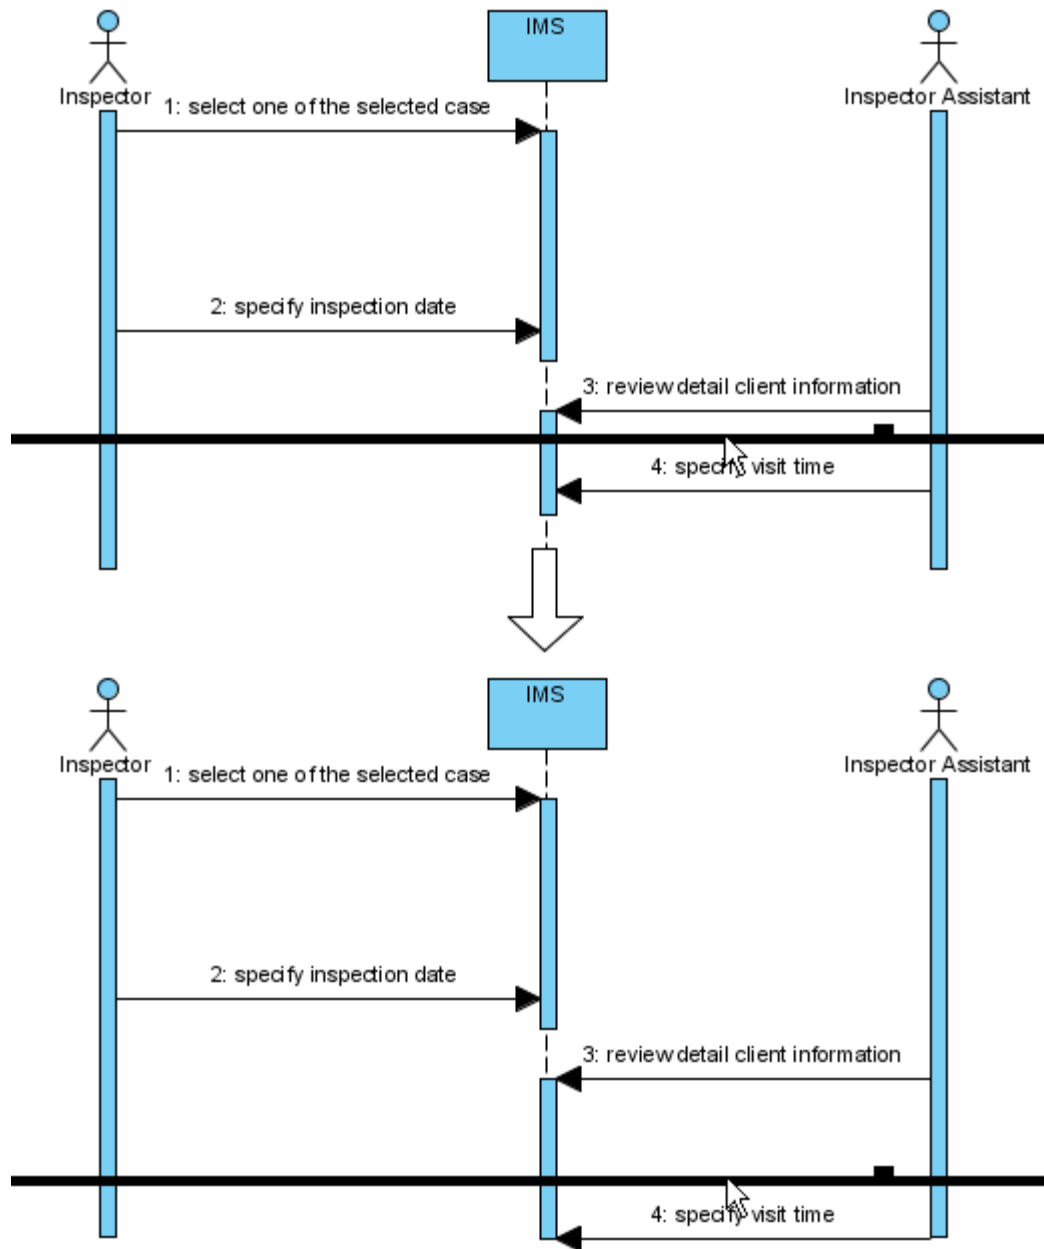 IMS
Inspector
Inspector Assistant
1: select one of the selected case
2: specify inspection date
3: review detail client information
4: specify visit time
IMS
Inspector
Inspector Assistant
1: select one of the selected case
2: specify inspection date
3: review detail client information
4: specify visit time